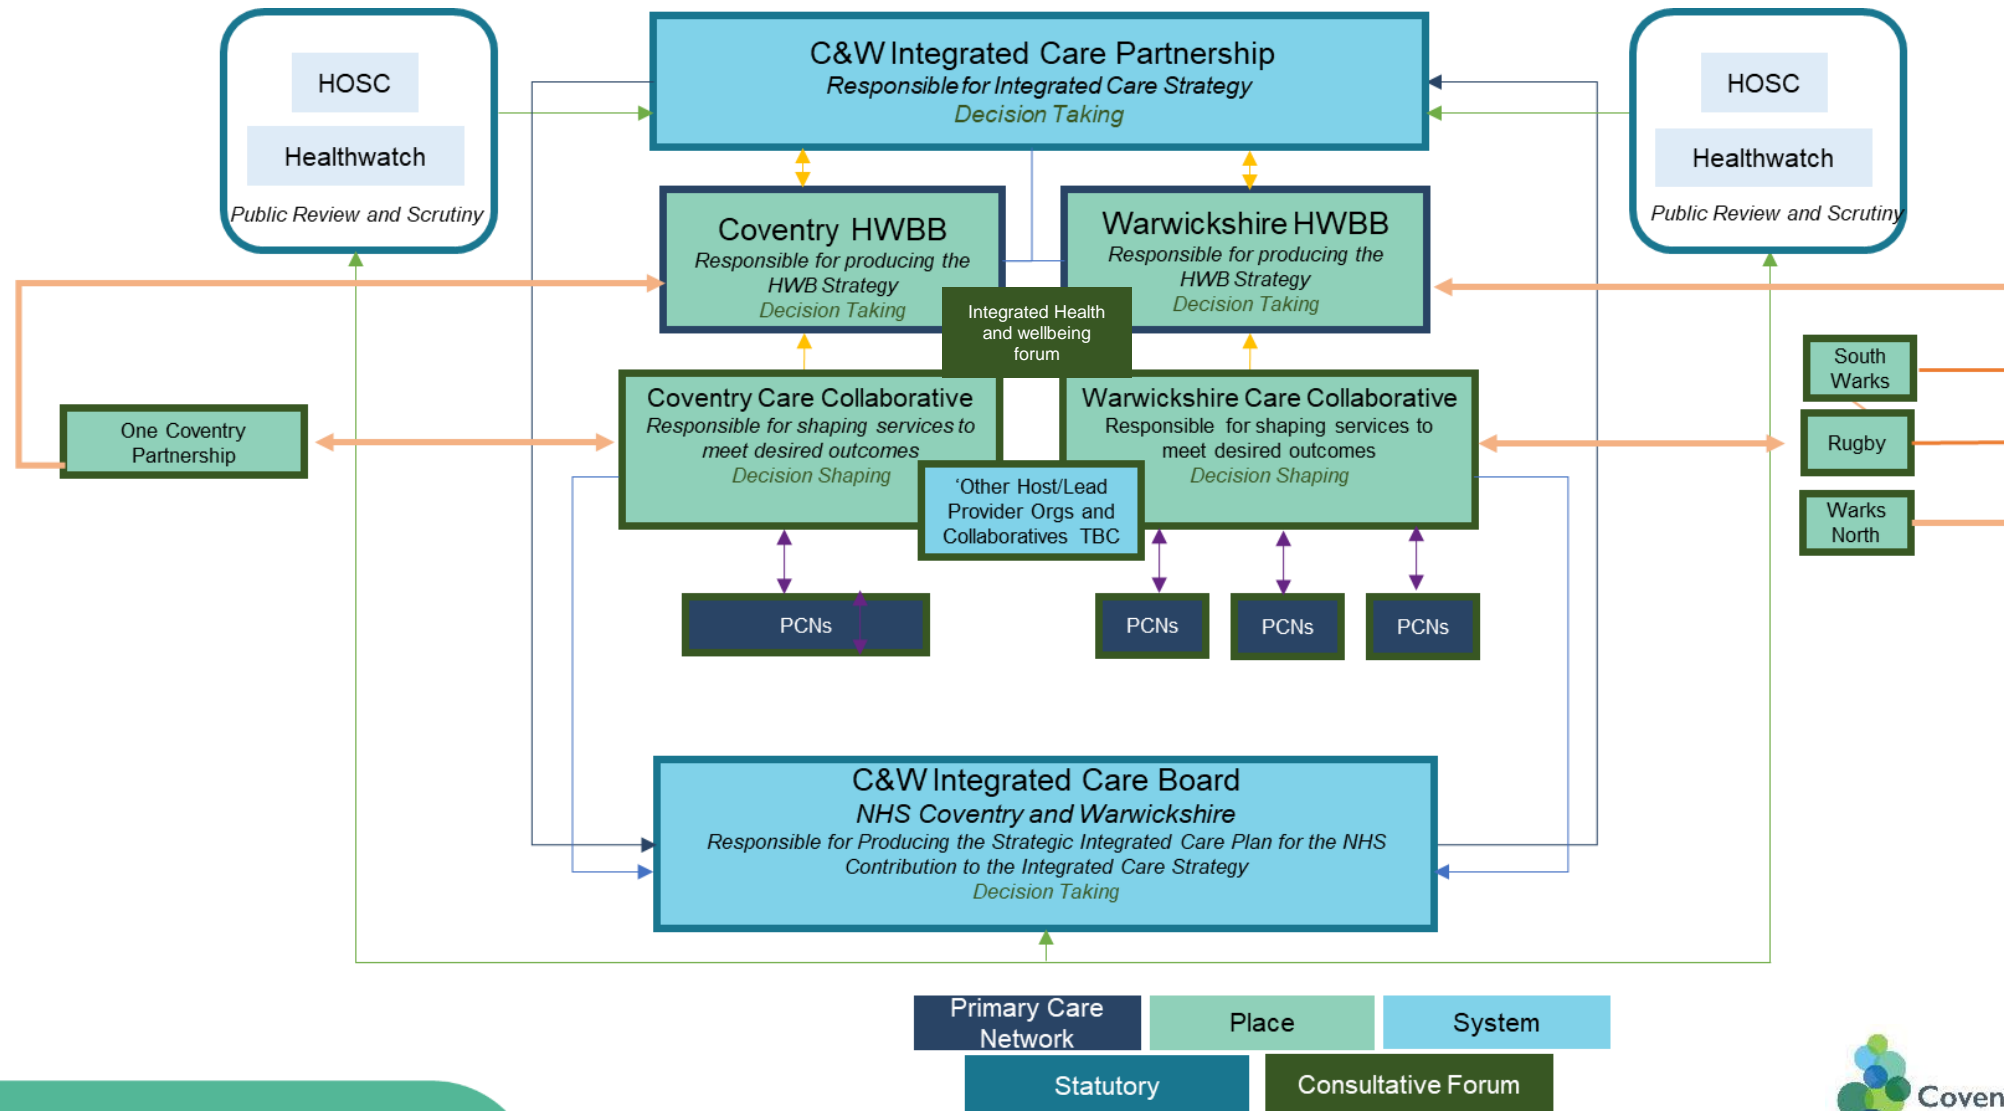 HOSC
Healthwatch
Public Review and Scrutiny
C&W Integrated Care Partnership
Responsible for Integrated Care Strategy
Decision Taking
HOSC
Healthwatch
Public Review and Scrutiny
Coventry HWBB
Responsible for producing the
HWB Strategy
Decision Taking
Warwickshire HWBB
Responsible for producing the
HWB Strategy
Decision Taking
Integrated Health
and wellbeing
forum
One Coventry
Partnership
Coventry Care Collaborative
Responsible for shaping services to
meet desired outcomes
Decision Shaping
Warwickshire Care Collaborative
Responsible for shaping services to
meet desired outcomes
Decision Shaping
'Other Host/Lead
Provider Orgs and
Collaboratives TBC
South
Warks
Rugby
Warks
North
PCNs
PCNs
PCNs
PCNs
C&W Integrated Care Board
NHS Coventry and Warwickshire
Responsible for Producing the Strategic Integrated Care Plan for the NHS
Contribution to the Integrated Care Strategy
Decision Taking
Primary Care
Network
Place
System
Statutory
Consultative Forum
Coven